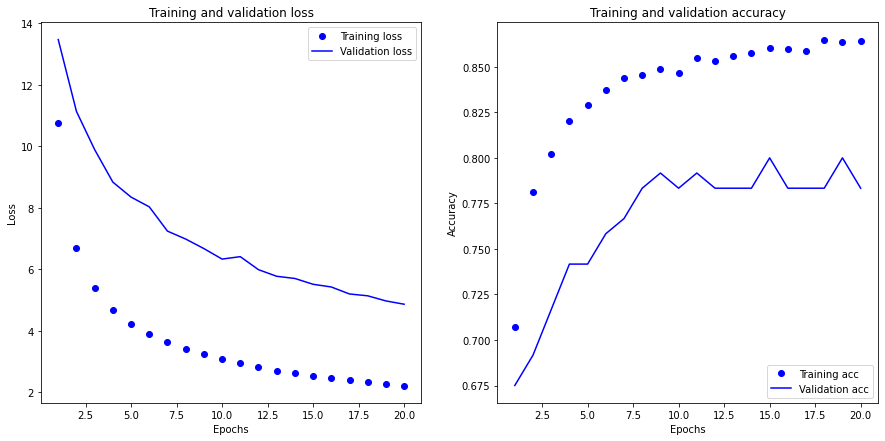 Training and validation loss
Training loss
Validation loss
14
12
10
8
6
4
2
Loss
2.5 5.0 7.5 10.0 12.5 15.0 17.5 20.0
Epochs
Training and validation accuracy
0.850
0.825
0.800
0.775
0.750
0.725
0.700
0.675
Accuracy
Training acc
Validation acc
2.5 5.0 7.5 10.0 12.5 15.0 17.5 20.0
Epochs